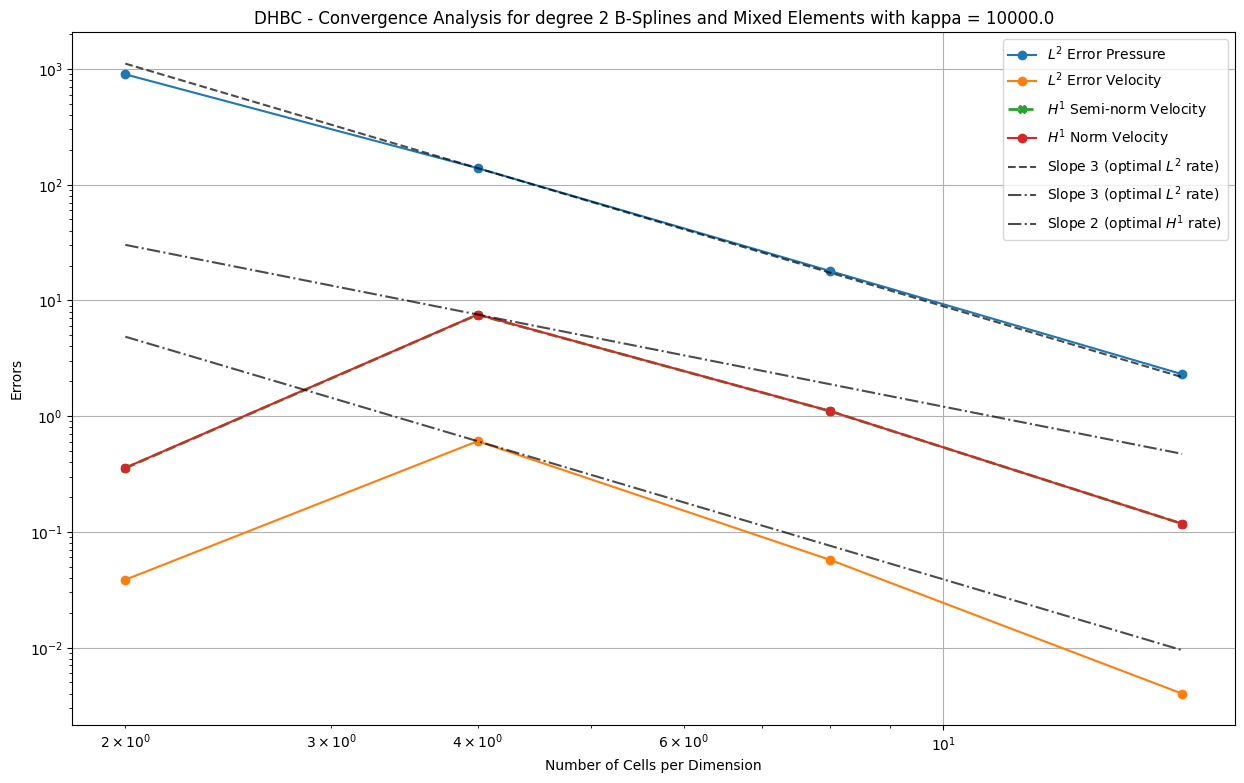 DHBC - Convergence Analysis for degree 2 B-Splines and Mixed Elements with kappa = 10000.0
L² Error Pressure
L² Error Velocity
H¹ Semi-norm Velocity
H¹ Norm Velocity
Slope 3 (optimal L² rate)
Slope 3 (optimal L² rate)
Slope 2 (optimal H¹ rate)
Errors
10³
10²
10¹
10⁰
10⁻¹
10⁻²
2 × 10⁰
3 × 10⁰
4 × 10⁰
6 × 10⁰
10¹
Number of Cells per Dimension